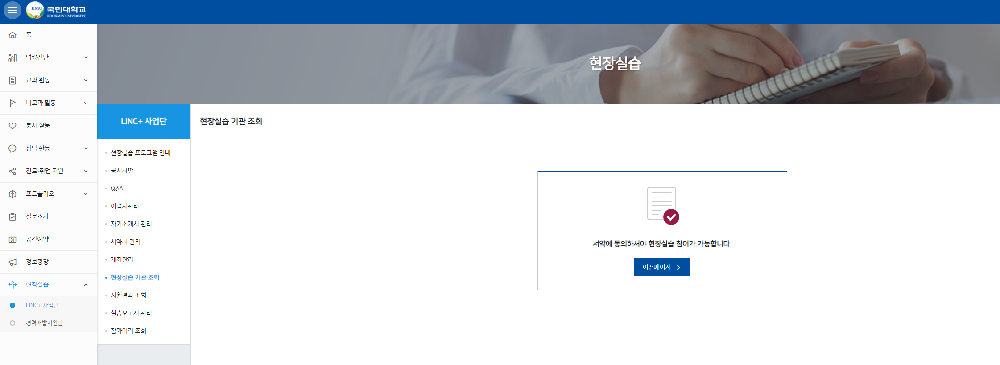 KMU 국민대학교
KOOKMIN UNIVERSITY
홈
역량진단
교과 활동
비교과 활동
봉사 활동
상담 활동
진로·취업 지원
포트폴리오
설문조사
공간예약
31
정보광장
현장실습
LINC+ 사업단
경력개발지원단
현장실습
LINC+ 사업단
현장실습 프로그램 안내
공지사항
Q&A
이력서관리
자기소개서 관리
서약서 관리
계좌관리
현장실습 기관 조회
지원결과 조회
실습보고서 관리
참가이력 조회
현장실습 기관 조회
서약에 동의하셔야 현장실습 참여가 가능합니다.
이전페이지